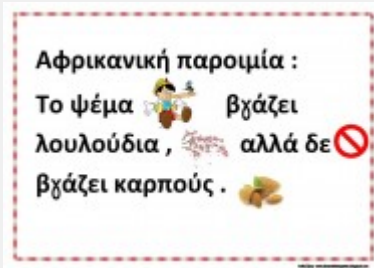 Αφρικανική παροιμία :
Το ψέμα βγάζει
λουλούδια , αλλά δε
βγάζει καρπούς .